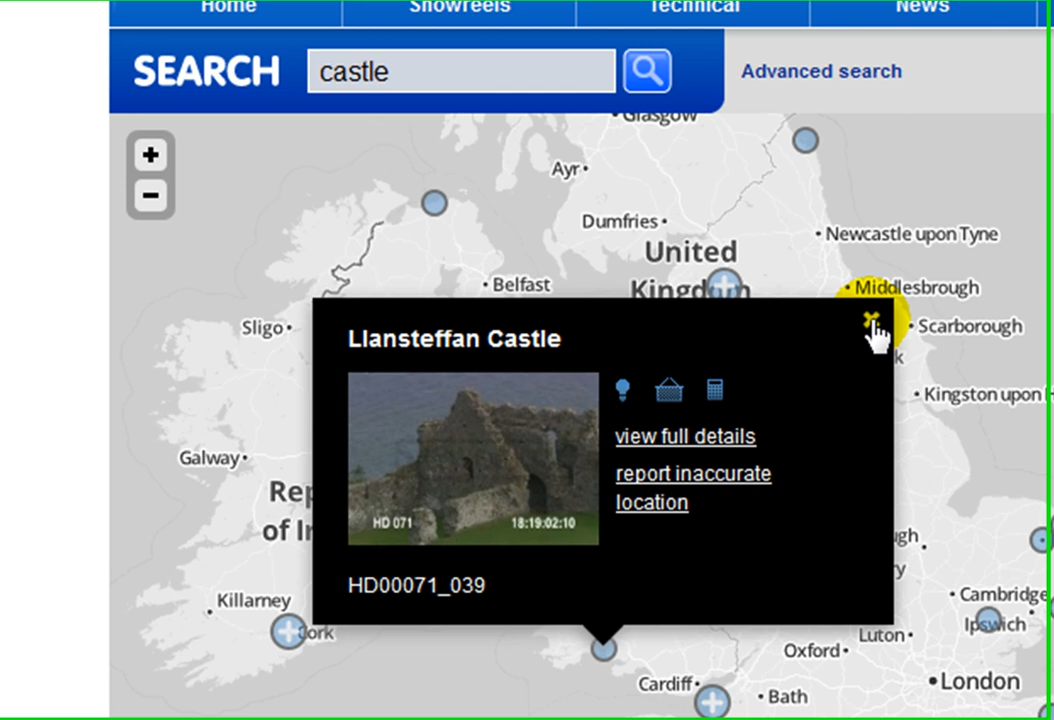 Home Showreels Technical News
SEARCH castle Advanced search
+
Glasgow
−
Ayr
Dumfries
Newcastle upon Tyne
United
Kingdom
Belfast
Middlesbrough
Sligo
Scarborough
Llansteffan Castle
k
Kingston upon
view full details
Galway
report inaccurate
location
Rep
of Ir
HD 071 18:19:02:10
gh
ry
HD00071_039
Killarney
Cambridge
Cork
Ipswich
Luton
Oxford
Cardiff
London
Bath